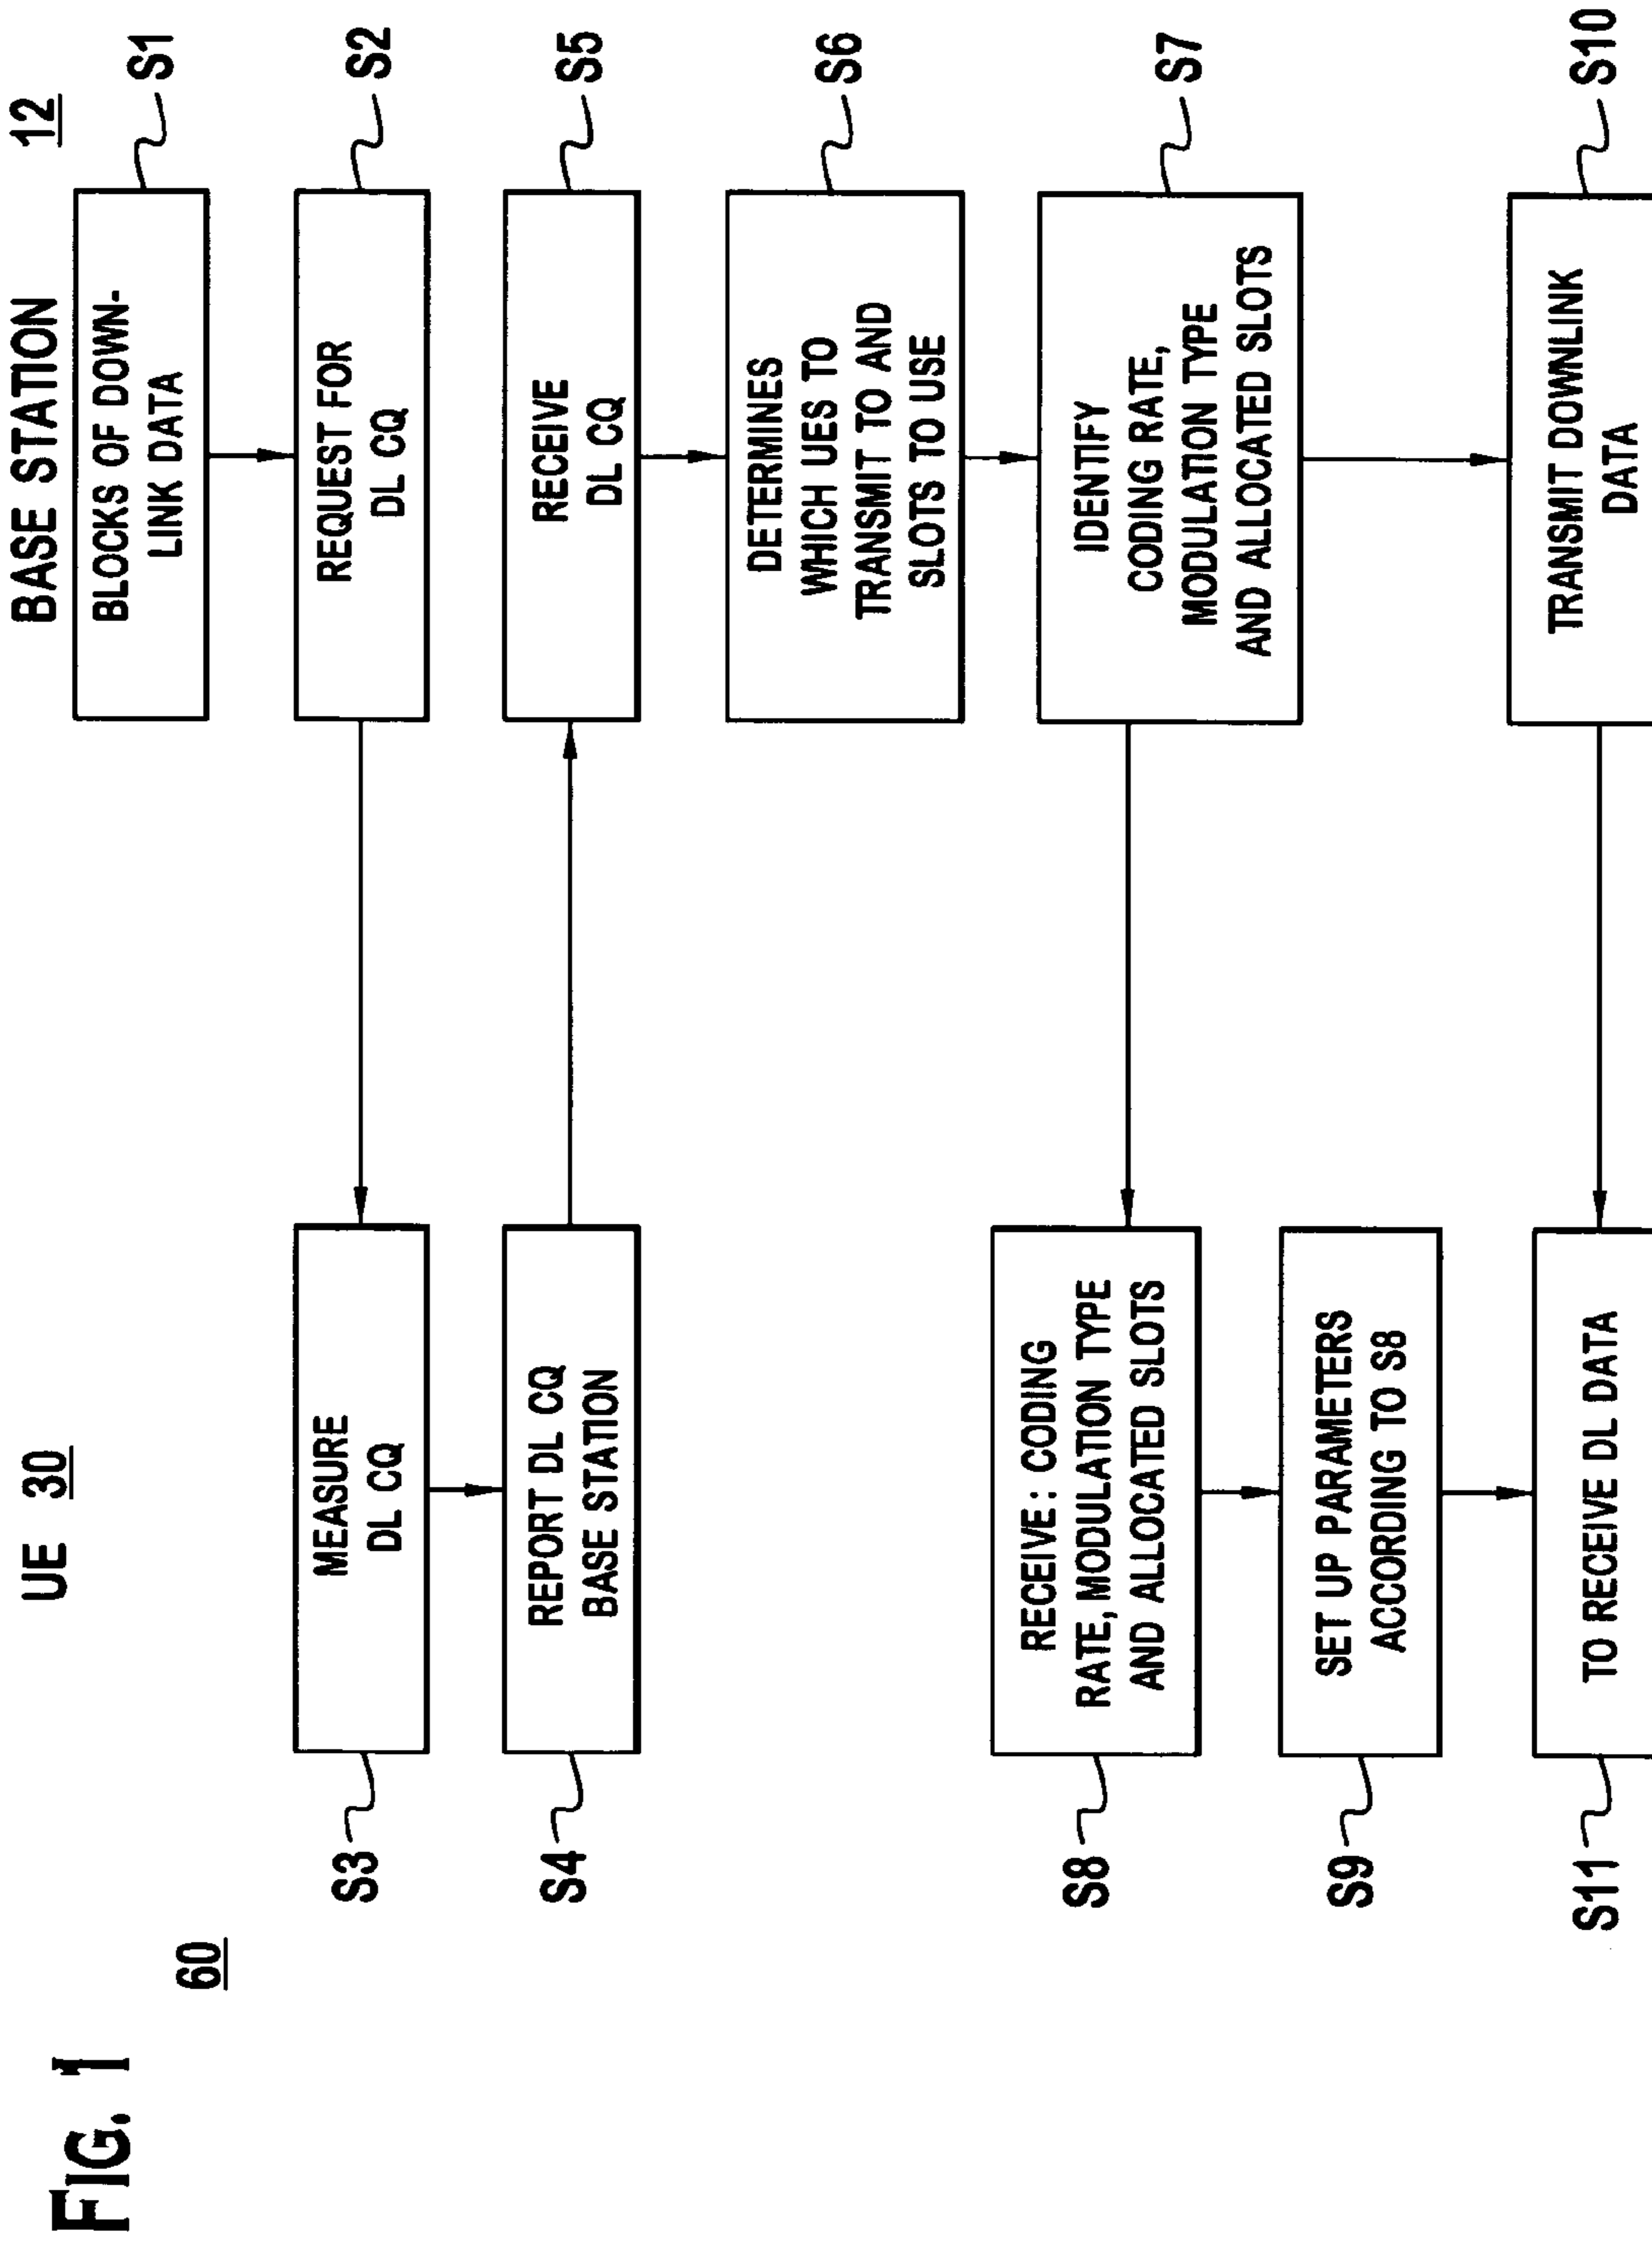 FIG. 1
60
UE 30
BASE STATION 12
BLOCKS OF DOWN-
LINK DATA
S1
REQUEST FOR
DL CQ
S2
MEASURE
DL CQ
S3
REPORT DL CQ
BASE STATION
S4
RECEIVE
DL CQ
S5
DETERMINES
WHICH UES TO
TRANSMIT TO AND
SLOTS TO USE
S6
IDENTIFY
CODING RATE,
MODULATION TYPE
AND ALLOCATED SLOTS
S7
RECEIVE: CODING
RATE, MODULATION TYPE
AND ALLOCATED SLOTS
S8
SET UP PARAMETERS
ACCORDING TO S8
S9
TRANSMIT DOWNLINK
DATA
S10
TO RECEIVE DL DATA
S11